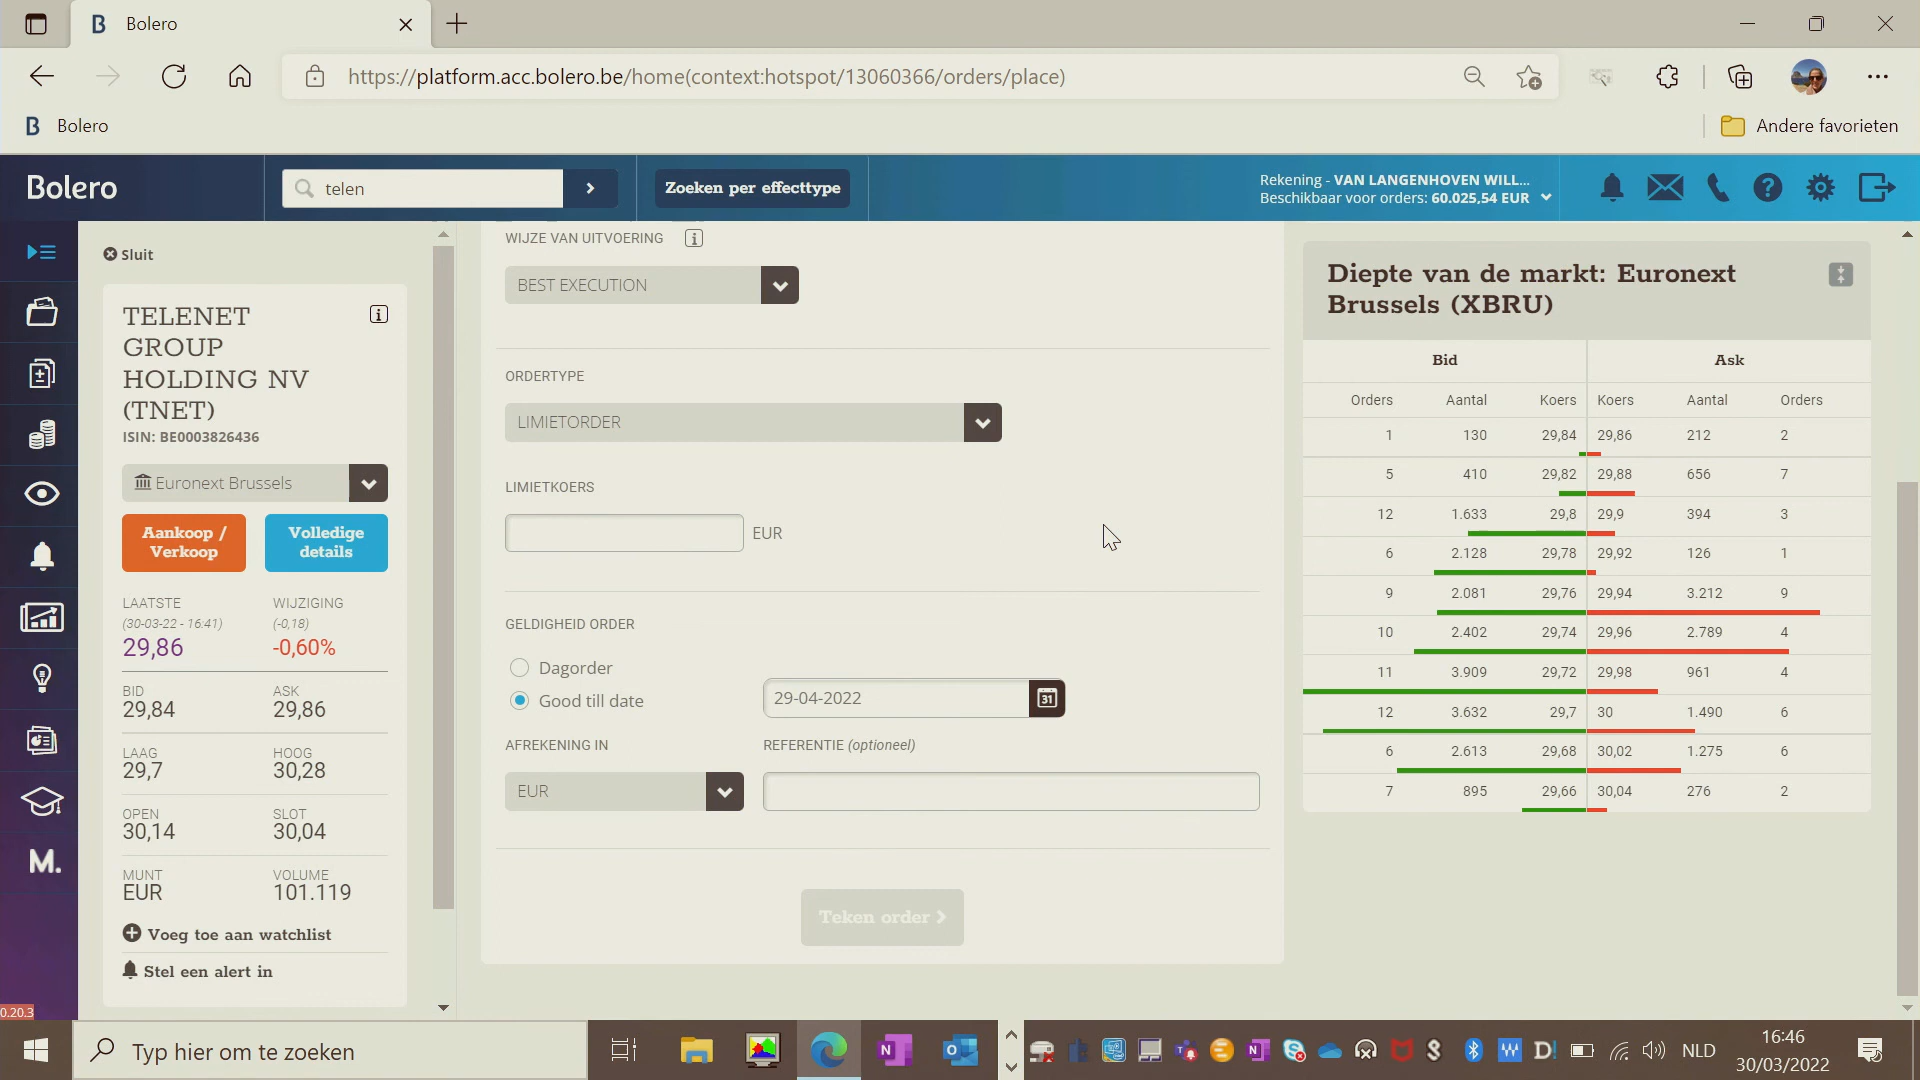 Bolero
https://platform.acc.bolero.be/home(context:hotspot/13060366/orders/place)
Bolero
Andere favorieten
Bolero
telen
Zoeken per effecttype
Rekening - VAN LANGENHOVEN WILL...
Beschikbaar voor orders: 60.025,54 EUR
Sluit
TELENET
GROUP
HOLDING NV
(TNET)
ISIN: BE0003826436
Euronext Brussels
Aankoop /
Verkoop
Volledige
details
LAATSTE
WIJZIGING
(30-03-22 - 16:41)
(-0,18)
29,86
-0,60%
BID
ASK
29,84
29,86
LAAG
HOOG
29,7
30,28
OPEN
SLOT
30,14
30,04
MUNT
VOLUME
EUR
101.119
Voeg toe aan watchlist
Stel een alert in
M.
0.20.3
WIJZE VAN UITVOERING
BEST EXECUTION
ORDERTYPE
LIMIETORDER
LIMIETKOERS
EUR
GELDIGHEID ORDER
Dagorder
Good till date
29-04-2022
31
AFREKENING IN
REFERENTIE (optioneel)
EUR
Teken order
Diepte van de markt: Euronext
Brussels (XBRU)
Bid Ask
Orders Aantal Koers Koers Aantal Orders
1 130 29,84 29,86 212 2
5 410 29,82 29,88 656 7
12 1.633 29,8 29,9 394 3
6 2.128 29,78 29,92 126 1
9 2.081 29,76 29,94 3.212 9
10 2.402 29,74 29,96 2.789 4
11 3.909 29,72 29,98 961 4
12 3.632 29,7 30 1.490 6
6 2.613 29,68 30,02 1.275 6
7 895 29,66 30,04 276 2
Typ hier om te zoeken
NLD
16:46
30/03/2022